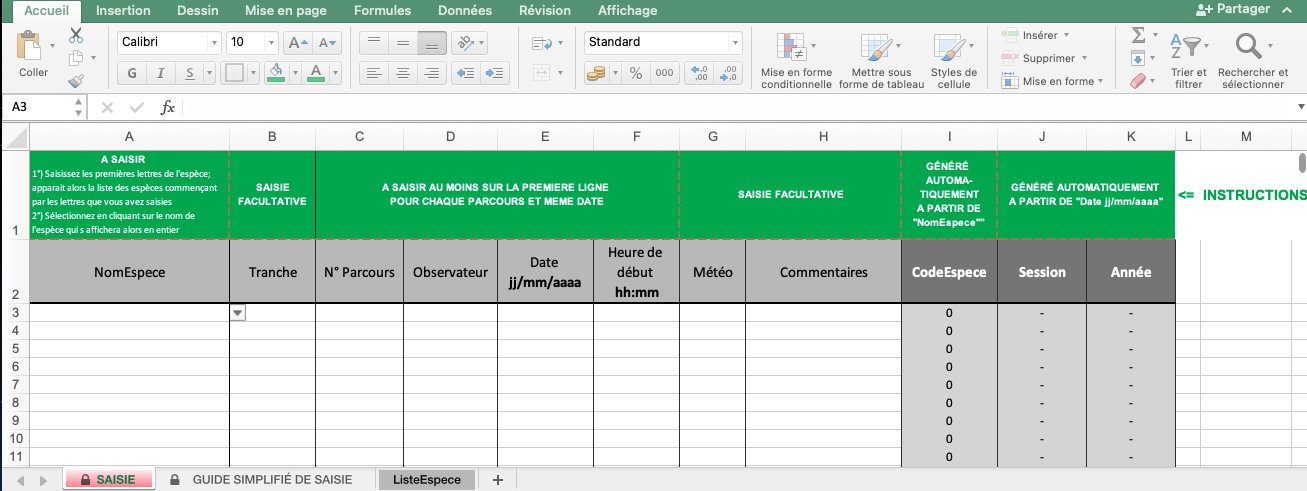 Accueil Insertion Dessin Mise en page Formules Données Révision Affichage Partager
Coller
Calibri 10
G I S A
Standard
% 000 ,00 ,0 ,00
Mise en forme conditionnelle
Mettre sous forme de tableau
Styles de cellule
Insérer
Supprimer
Mise en forme
Trier et filtrer
Rechercher et sélectionner
A3 fx
A B C D E F G H I J K L M
1
A SAISIR
1°) Saisissez les premières lettres de l'espèce;
apparait alors la liste des espèces commençant
par les lettres que vous avez saisies
2°) Sélectionnez en cliquant sur le nom de
l'espèce qui s affichera alors en entier
SAISIE
FACULTATIVE
A SAISIR AU MOINS SUR LA PREMIERE LIGNE
POUR CHAQUE PARCOURS ET MEME DATE
SAISIE FACULTATIVE
GÉNÉRÉ
AUTOMA-
TIQUEMENT
A PARTIR DE
"NomEspece""
GÉNÉRÉ AUTOMATIQUEMENT
A PARTIR DE "Date jj/mm/aaaa"
<= INSTRUCTIONS
2
NomEspece
Tranche
N° Parcours
Observateur
Date
jj/mm/aaaa
Heure de
début
hh:mm
Météo
Commentaires
CodeEspece
Session
Année
3 0 - -
4 0 - -
5 0 - -
6 0 - -
7 0 - -
8 0 - -
9 0 - -
10 0 - -
11 0 - -
SAISIE GUIDE SIMPLIFIÉ DE SAISIE ListeEspece +